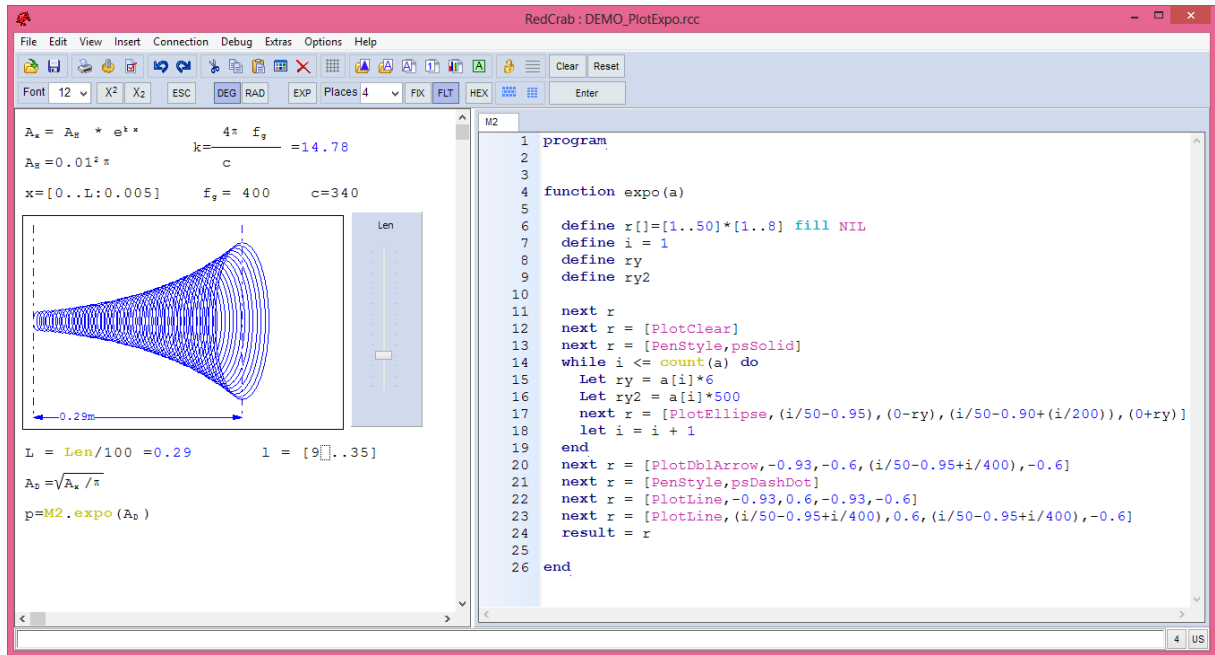 RedCrab : DEMO_PlotExpo.rcc
File Edit View Insert Connection Debug Extras Options Help
Clear Reset
Font 12 X² X₂ ESC DEG RAD EXP Places 4 FIX FLT HEX Enter
Aₓ = A_H * e^k x
k= 4π f_g / c =14.78
A_H=0.01² π
x=[0..L:0.005] f_g = 400 c=340
Len
0.29m
L = Len/100 =0.29 l = [9..35]
A_D=√Aₓ/π
p=M2.expo(A_D)
M2
1 program
2
3
4 function expo(a)
5
6 define r[]=[1..50]*[1..8] fill NIL
7 define i = 1
8 define ry
9 define ry2
10
11 next r
12 next r = [PlotClear]
13 next r = [PenStyle,psSolid]
14 while i <= count(a) do
15 Let ry = a[i]*6
16 Let ry2 = a[i]*500
17 next r = [PlotEllipse,(i/50-0.95),(0-ry),(i/50-0.90+(i/200)),(0+ry)]
18 let i = i + 1
19 end
20 next r = [PlotDblArrow,-0.93,-0.6,(i/50-0.95+i/400),-0.6]
21 next r = [PenStyle,psDashDot]
22 next r = [PlotLine,-0.93,0.6,-0.93,-0.6]
23 next r = [PlotLine,(i/50-0.95+i/400),0.6,(i/50-0.95+i/400),-0.6]
24 result = r
25
26 end
4 US